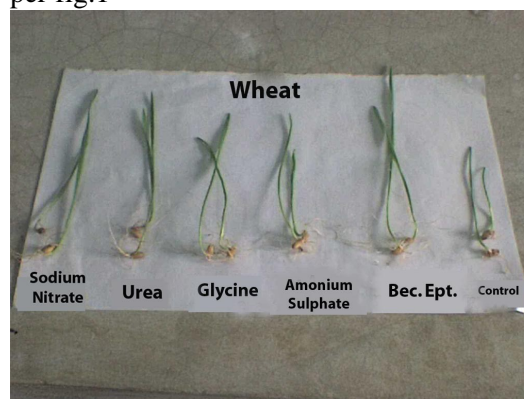 per fig.1
Wheat
Sodium
Nitrate
Urea
Glycine
Amonium
Sulphate
Bec. Ept.
Control